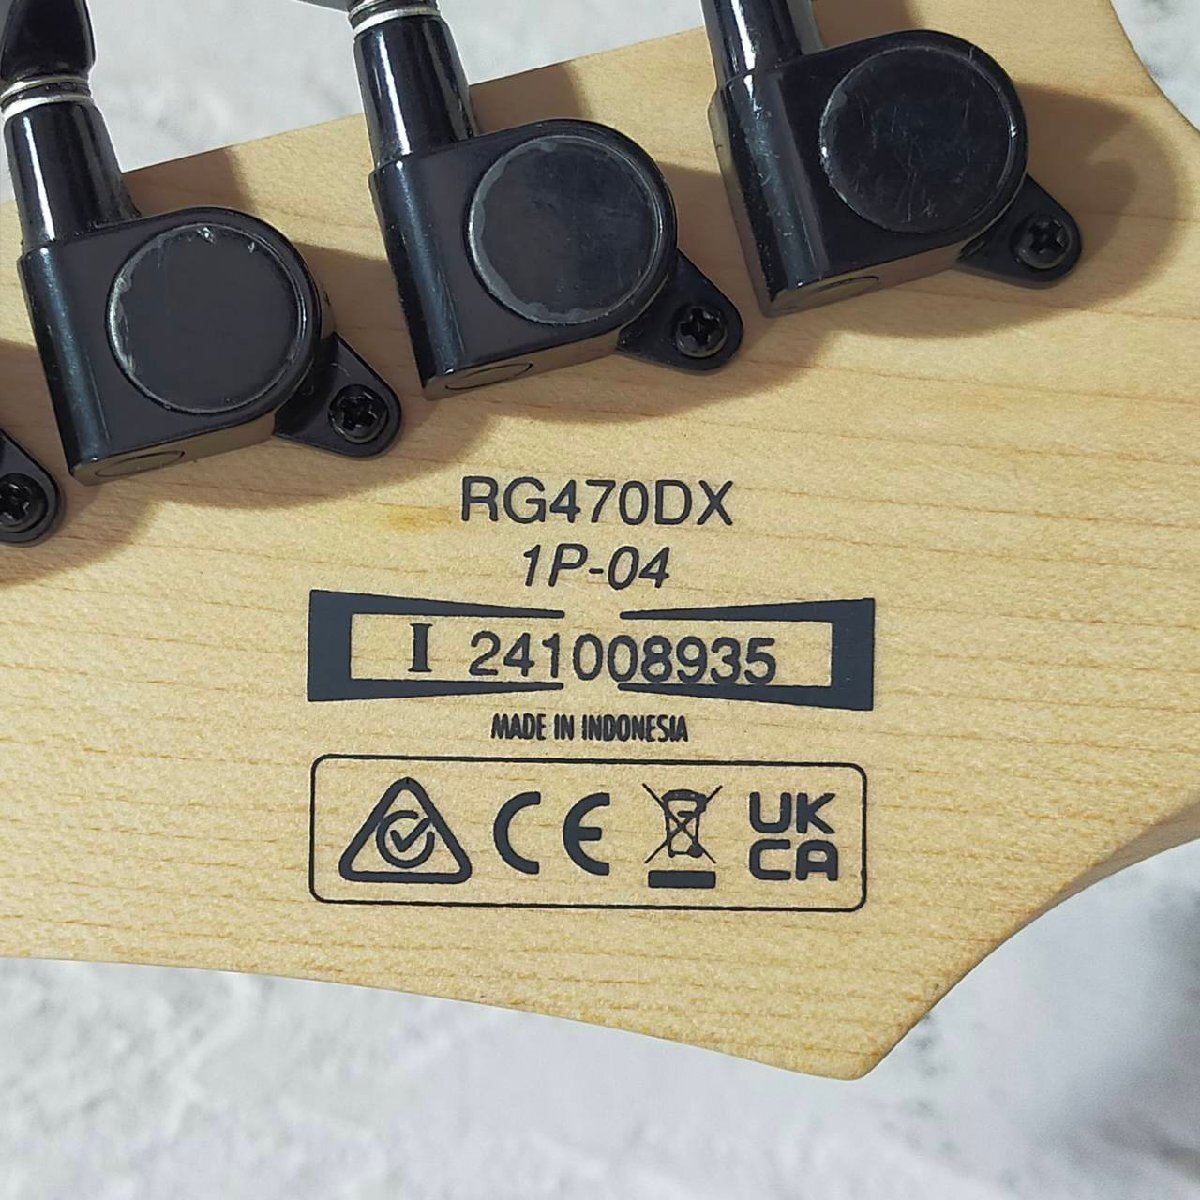 RG470DX
1P-04
I 241008935
MADE IN INDONESIA
CE
UK
CA